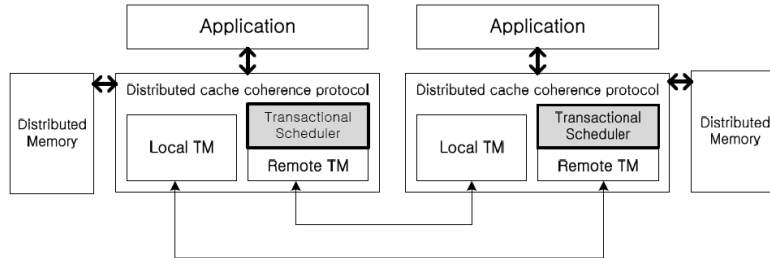 Application
Application
Distributed cache coherence protocol
Distributed cache coherence protocol
Distributed
Memory
Local TM
Transactional
Scheduler
Remote TM
Local TM
Transactional
Scheduler
Remote TM
Distributed
Memory